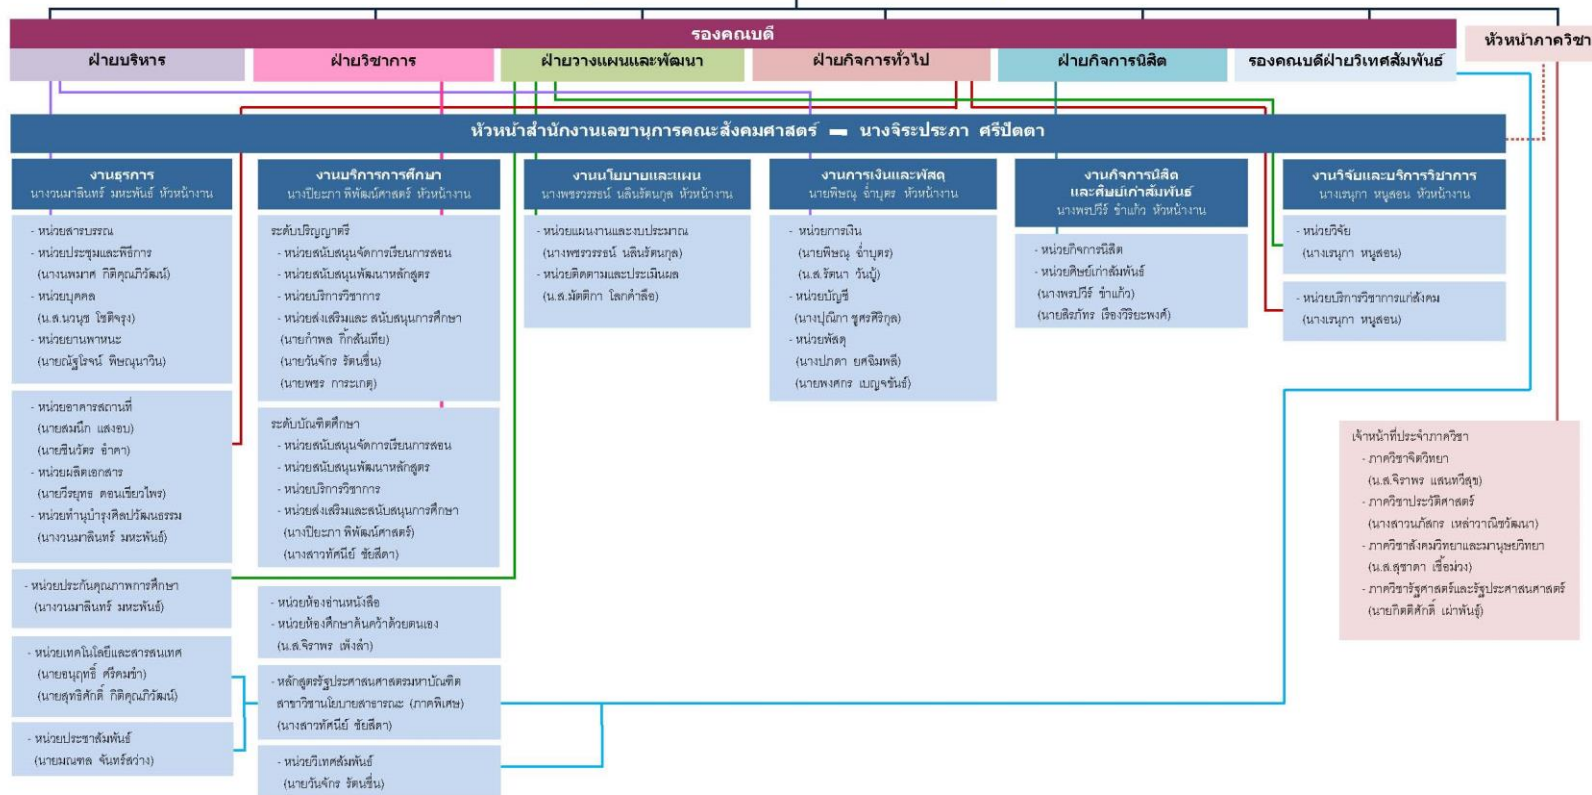 รองคณบดี
หัวหน้าภาควิชา
ฝ่ายบริหาร
ฝ่ายวิชาการ
ฝ่ายวางแผนและพัฒนา
ฝ่ายกิจการทั่วไป
ฝ่ายกิจการนิสิต
รองคณบดีฝ่ายวิเทศสัมพันธ์
หัวหน้าสำนักงานเลขานุการคณะสังคมศาสตร์ – นางจิระประภา ศรีปัตตา
งานธุรการ
นางวนมาลินทร์ มหะพันธ์ หัวหน้างาน
- หน่วยสารบรรณ
- หน่วยประชุมและพิธีการ
(นางนพมาศ กิติคุณภิวัฒน์)
- หน่วยบุคคล
(น.ส.นวนุช โชติจรุง)
- หน่วยยานพาหนะ
(นายณัฐโรจน์ พิษณุนาวิน)
- หน่วยอาคารสถานที่
(นายสมนึก แสงอบ)
(นายชินวัตร อำคา)
- หน่วยผลิตเอกสาร
(นายวีรยุทธ ดอนเขียวไพร)
- หน่วยทำนุบำรุงศิลปวัฒนธรรม
(นางวนมาลินทร์ มหะพันธ์)
- หน่วยประกันคุณภาพการศึกษา
(นางวนมาลินทร์ มหะพันธ์)
- หน่วยเทคโนโลยีและสารสนเทศ
(นายอนุฤทธิ์ ศรีคมขำ)
(นายสุทธิศักดิ์ กิติคุณภิวัฒน์)
- หน่วยประชาสัมพันธ์
(นายมณฑล จันทร์สว่าง)
งานบริการการศึกษา
นางปิยะภา พิพัฒน์ศาสตร์ หัวหน้างาน
ระดับปริญญาตรี
- หน่วยสนับสนุนจัดการเรียนการสอน
- หน่วยสนับสนุนพัฒนาหลักสูตร
- หน่วยบริการวิชาการ
- หน่วยส่งเสริมและ สนับสนุนการศึกษา
(นายกำพล กิ้กสันเทีย)
(นายวันจักร รัตนชื่น)
(นายพชร การะเกตุ)
ระดับบัณฑิตศึกษา
- หน่วยสนับสนุนจัดการเรียนการสอน
- หน่วยสนับสนุนพัฒนาหลักสูตร
- หน่วยบริการวิชาการ
- หน่วยส่งเสริมและสนับสนุนการศึกษา
(นางปิยะภา พิพัฒน์ศาสตร์)
(นางสาวทัศนีย์ ชัยสีดา)
- หน่วยห้องอ่านหนังสือ
- หน่วยห้องศึกษาค้นคว้าด้วยตนเอง
(น.ส.จิราพร เพ็งลำ)
- หลักสูตรรัฐประศาสนศาสตรมหาบัณฑิต
สาขาวิชานโยบายสาธารณะ (ภาคพิเศษ)
(นางสาวทัศนีย์ ชัยสีดา)
- หน่วยวิเทศสัมพันธ์
(นายวันจักร รัตนชื่น)
งานนโยบายและแผน
นางพชรวรรธน์ นลินรัตนกุล หัวหน้างาน
- หน่วยแผนงานและงบประมาณ
(นางพชรวรรธน์ นลินรัตนกุล)
- หน่วยติดตามและประเมินผล
(น.ส.มัตติกา โลกคำลือ)
งานการเงินและพัสดุ
นายพิษณุ ฉ่ำบุตร หัวหน้างาน
- หน่วยการเงิน
(นายพิษณุ ฉ่ำบุตร)
(น.ส.รัตนา วันบู้)
- หน่วยบัญชี
(นางปุณิกา ชูศรศิริกุล)
- หน่วยพัสดุ
(นางปภดา ยศฉิมพลี)
(นายพงศกร เบญจขันธ์)
งานกิจการนิสิต
และศิษย์เก่าสัมพันธ์
นางพรปวีร์ ชำแก้ว หัวหน้างาน
- หน่วยกิจการนิสิต
- หน่วยศิษย์เก่าสัมพันธ์
(นางพรปวีร์ ชำแก้ว)
(นายสิรภัทร เรืองวิริยะพงศ์)
งานวิจัยและบริการวิชาการ
นางเรนุกา หนูสอน หัวหน้างาน
- หน่วยวิจัย
(นางเรนุกา หนูสอน)
- หน่วยบริการวิชาการแก่สังคม
(นางเรนุกา หนูสอน)
เจ้าหน้าที่ประจำภาควิชา
- ภาควิชาจิตวิทยา
(น.ส.จิราพร แสนทวีสุข)
- ภาควิชาประวัติศาสตร์
(นางสาวนภัสกร เหล่าวาณิชวัฒนา)
- ภาควิชาสังคมวิทยาและมานุษยวิทยา
(น.ส.สุชาดา เชื้อม่วง)
- ภาควิชารัฐศาสตร์และรัฐประศาสนศาสตร์
(นายกิตติศักดิ์ เผ่าพันธุ์)